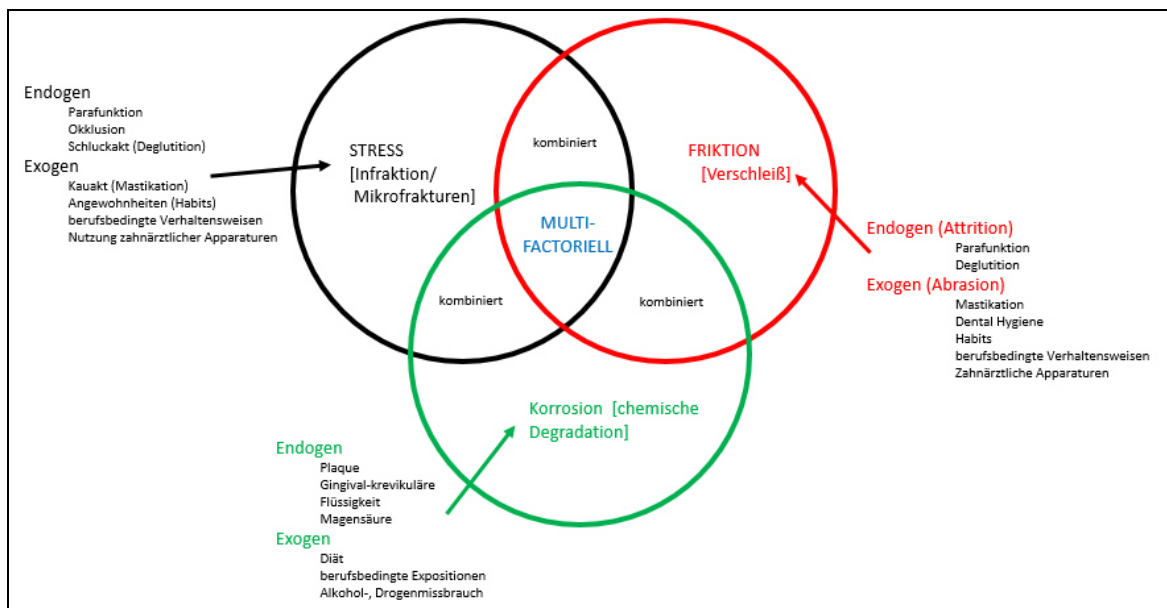 Endogen
Parafunktion
Okklusion
Schluckakt (Deglutition)
Exogen
Kauakt (Mastikation)
Angewohnheiten (Habits)
berufsbedingte Verhaltensweisen
Nutzung zahnärztlicher Apparaturen
STRESS
[Infraktion/
Mikrofrakturen]
kombiniert
FRIKTION
[Verschleiß]
MULTI-
FACTORIELL
kombiniert
kombiniert
Endogen (Attrition)
Parafunktion
Deglutition
Exogen (Abrasion)
Mastikation
Dental Hygiene
Habits
berufsbedingte Verhaltensweisen
Zahnärztliche Apparaturen
Korrosion [chemische
Degradation]
Endogen
Plaque
Gingival-krevikuläre
Flüssigkeit
Magensäure
Exogen
Diät
berufsbedingte Expositionen
Alkohol-, Drogenmissbrauch